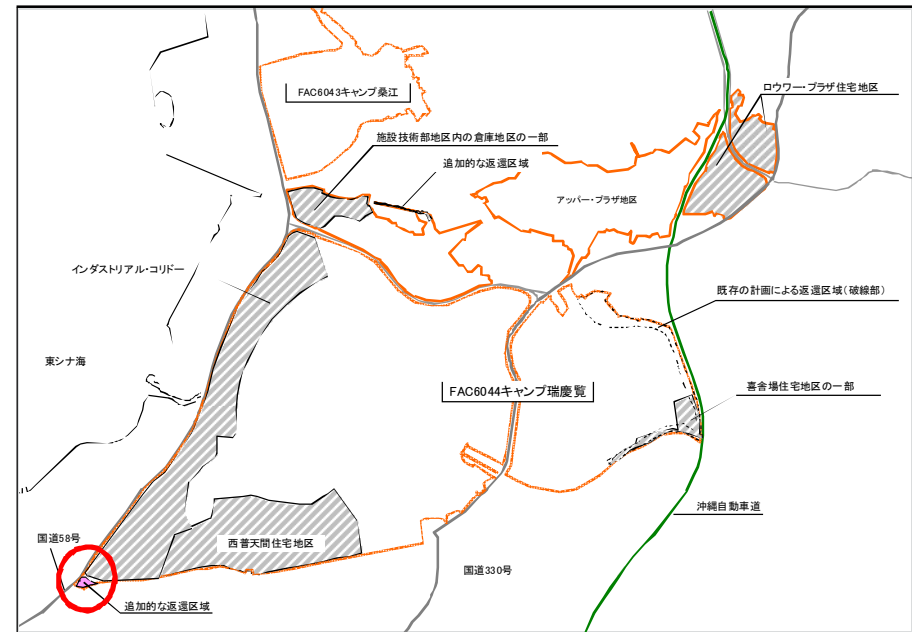 FAC6043キャンプ桑江
ロウワー・プラザ住宅地区
施設技術部地区内の倉庫地区の一部
追加的な返還区域
アッパー・プラザ地区
インダストリアル・コリドー
既存の計画による返還区域(破線部)
東シナ海
FAC6044キャンプ瑞慶覧
喜舎場住宅地区の一部
沖縄自動車道
国道58号
西普天間住宅地区
国道330号
追加的な返還区域